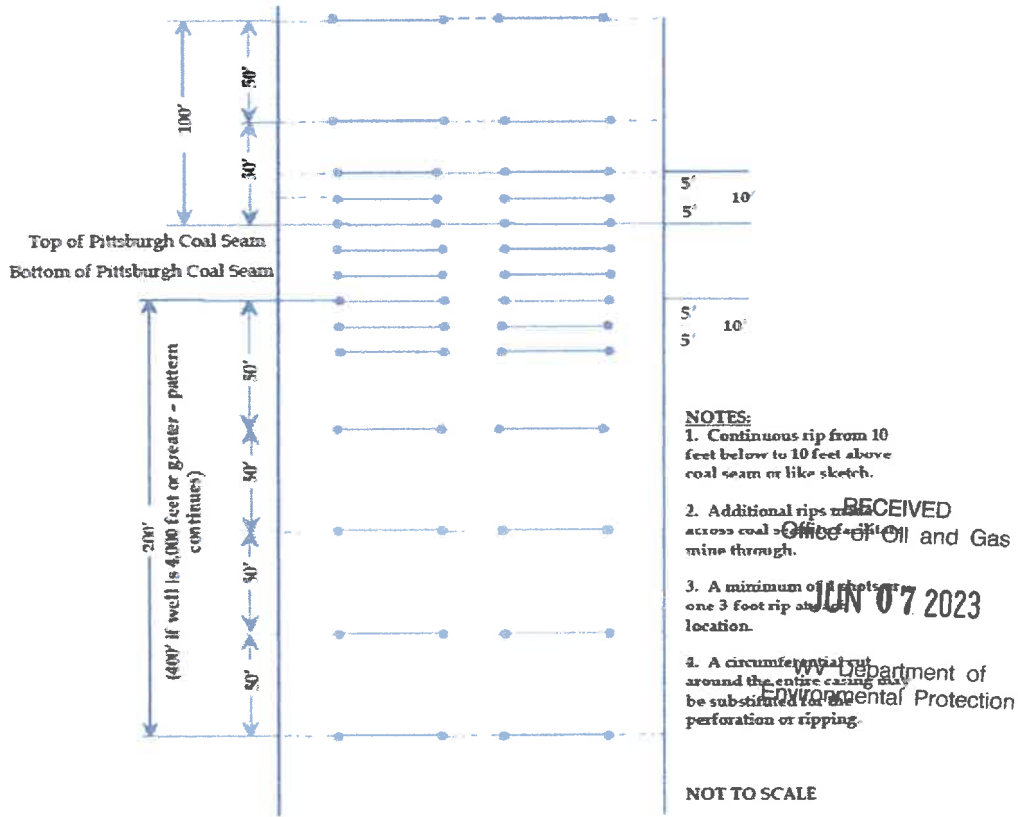 100'
50'
50'
5'
10'
5'
Top of Pittsburgh Coal Seam
Bottom of Pittsburgh Coal Seam
200'
(400' if well is 4,000 feet or greater - pattern
continues)
50'
50'
50'
50'
5'
10'
5'
NOTES:
1. Continuous rip from 10
feet below to 10 feet above
coal seam or like sketch.
2. Additional rips
across coal
mine through.
3. A minimum of
one 3 foot rip
location.
4. A circumferential cut
around the entire casing may
be substituted for the
perforation or ripping.
RECEIVED
Office of Oil and Gas
JUN 07 2023
WV Department of
Environmental Protection
NOT TO SCALE